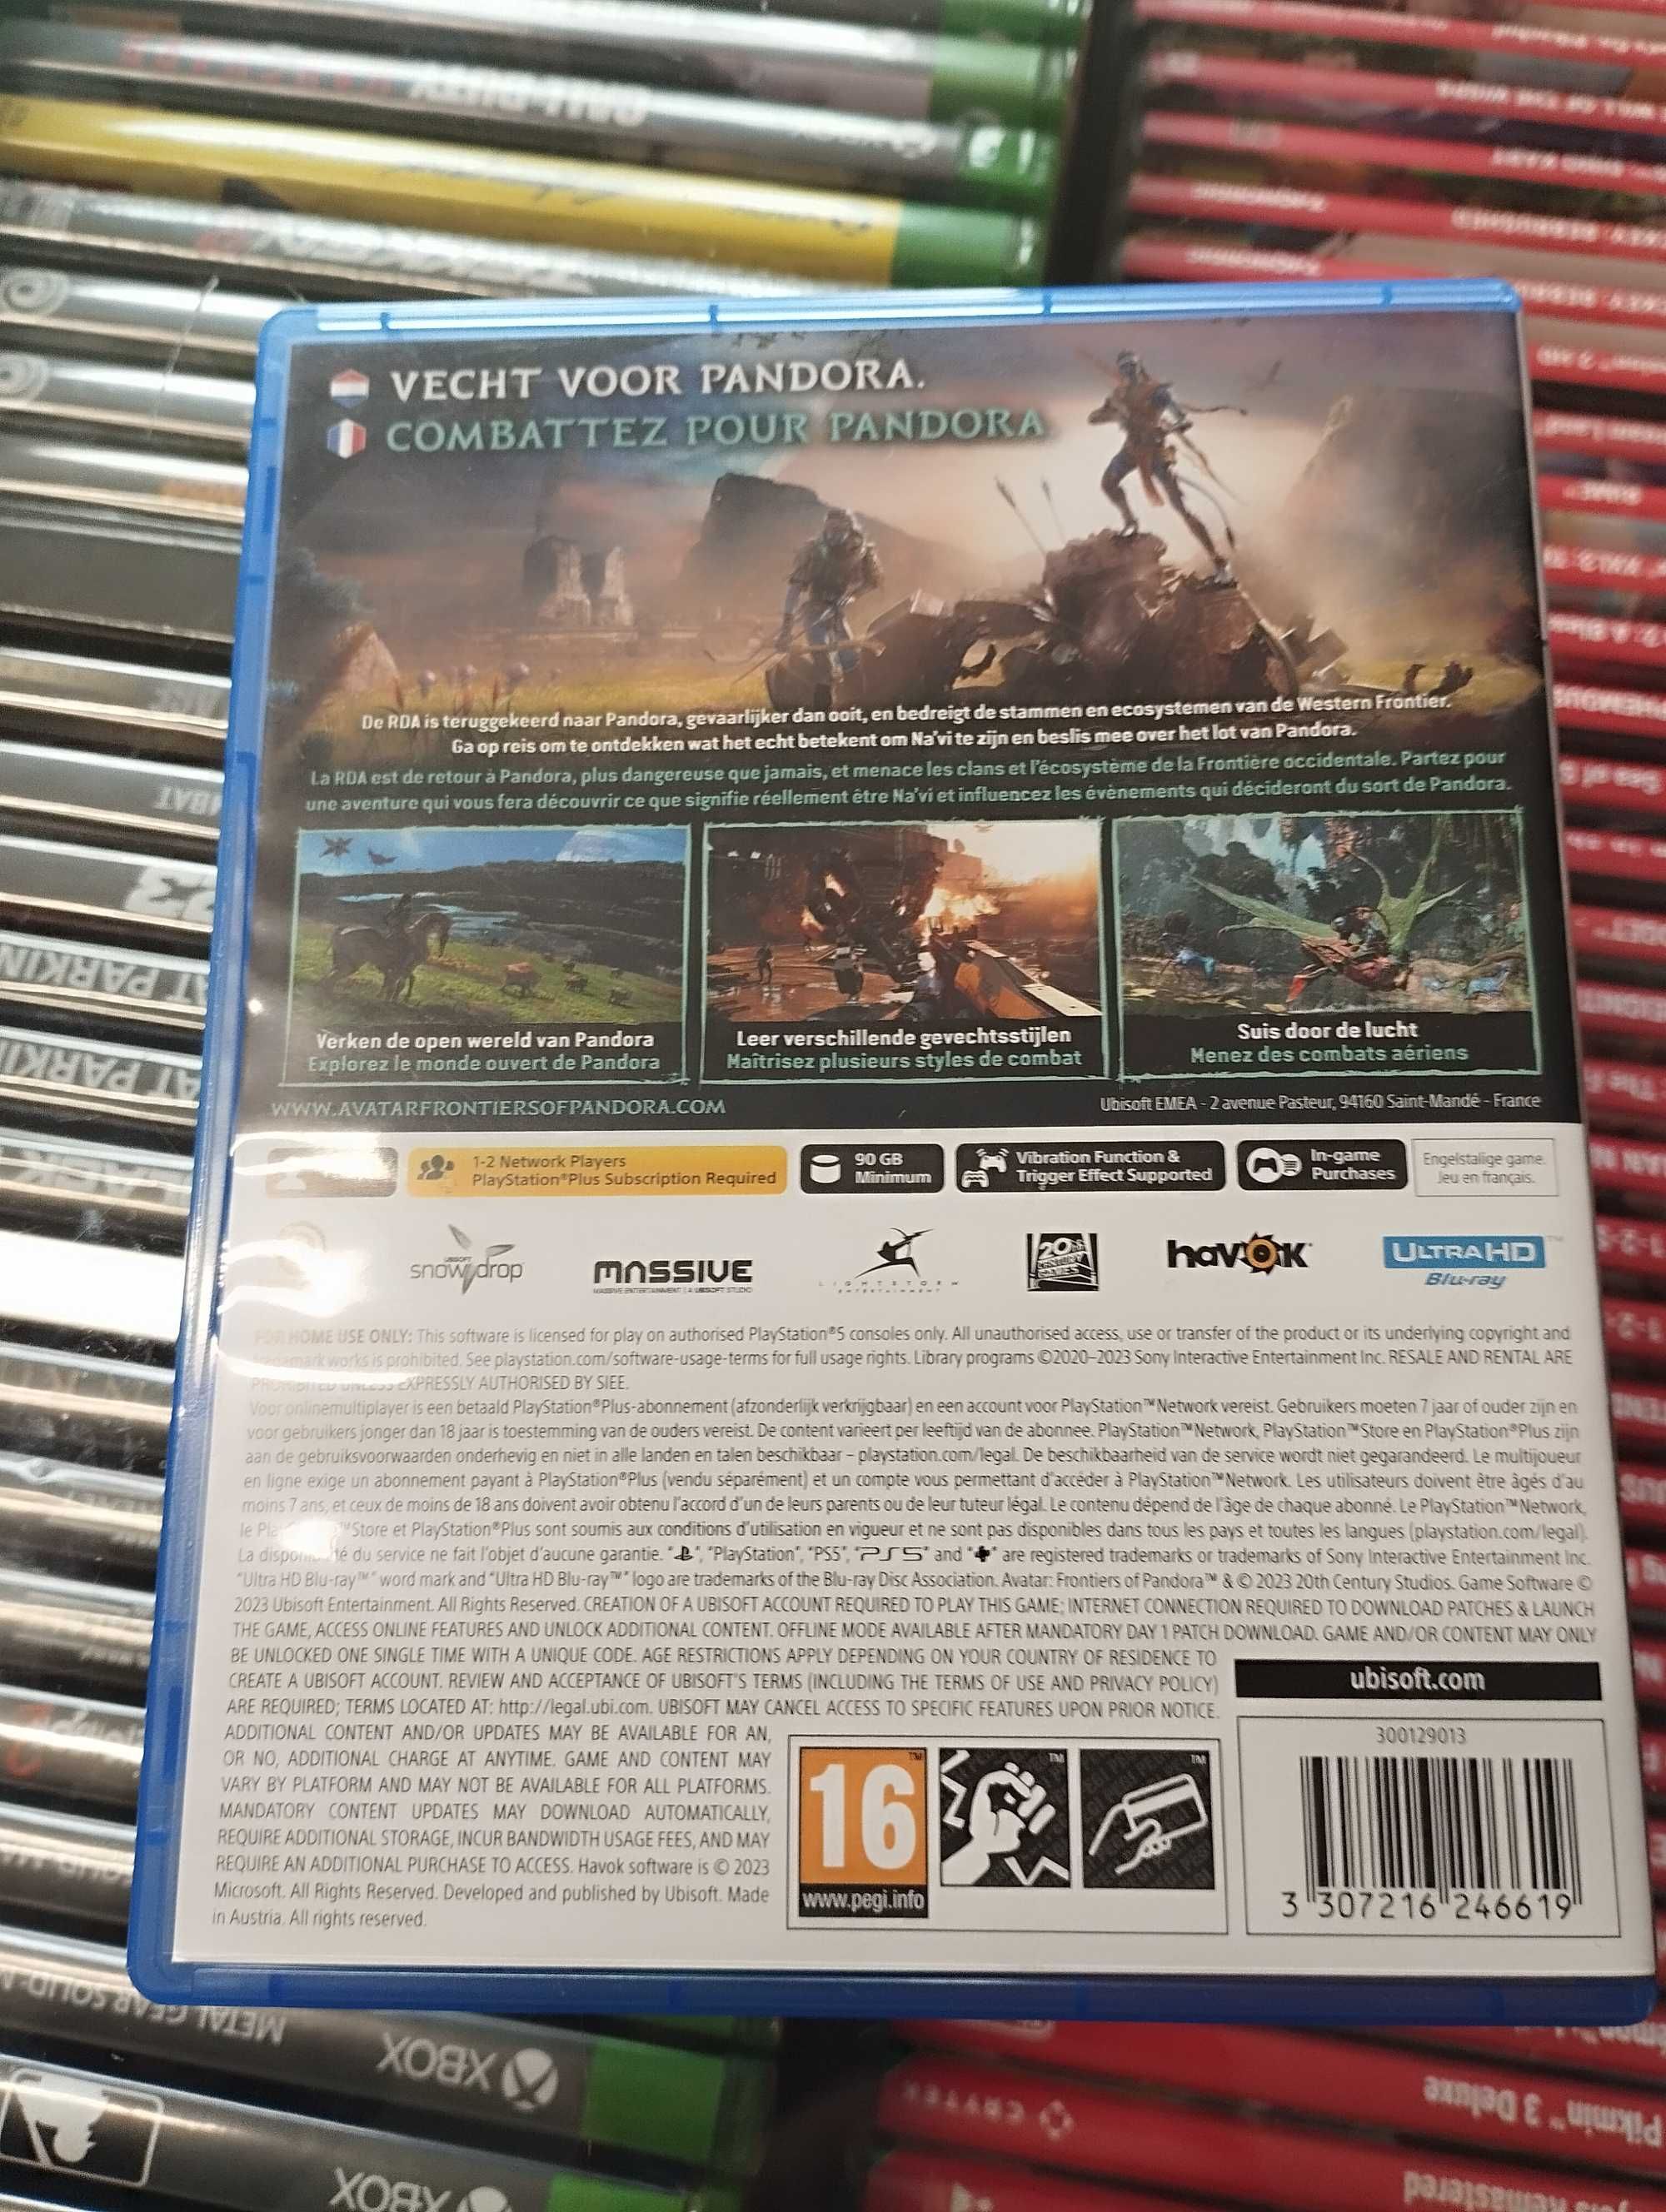 VECHT VOOR PANDORA.
COMBATTEZ POUR PANDORA
De RDA is teruggekeerd naar Pandora, gevaarlijker dan ooit, en bedreigt de stammen en ecosystemen van de Western Frontier.
Ga op reis om te ontdekken wat het echt betekent om Na'vi te zijn en beslis mee over het lot van Pandora.
La RDA est de retour à Pandora, plus dangereuse que jamais, et menace les clans et l'écosystème de la Frontière occidentale. Partez pour
une aventure qui vous fera découvrir ce que signifie réellement être Na'vi et influencez les évènements qui décideront du sort de Pandora.
Verken de open wereld van Pandora
Explorez le monde ouvert de Pandora
Leer verschillende gevechtsstijlen
Maîtrisez plusieurs styles de combat
Suis door de lucht
Menez des combats aériens
WWW.AVATARFRONTIERSOFPANDORA.COM
Ubisoft EMEA - 2 avenue Pasteur, 94160 Saint-Mandé - France
1-2 Network Players
PlayStation®Plus Subscription Required
90 GB
Minimum
Vibration Function &
Trigger Effect Supported
In-game
Purchases
Engelstalige game.
Jeu en français.
UBISOFT
snowdrop
MASSIVE
MASSIVE ENTERTAINMENT | A UBISOFT STUDIO
LIGHTSTORM
ENTERTAINMENT
20th
CENTURY
GAMES
havok
ULTRA HD
Blu-ray
FOR HOME USE ONLY: This software is licensed for play on authorised PlayStation®5 consoles only. All unauthorised access, use or transfer of the product or its underlying copyright and
trademark works is prohibited. See playstation.com/software-usage-terms for full usage rights. Library programs ©2020–2023 Sony Interactive Entertainment Inc. RESALE AND RENTAL ARE
PROHIBITED UNLESS EXPRESSLY AUTHORISED BY SIEE.
Voor onlinemultiplayer is een betaald PlayStation®Plus-abonnement (afzonderlijk verkrijgbaar) en een account voor PlayStation™Network vereist. Gebruikers moeten 7 jaar of ouder zijn en
voor gebruikers jonger dan 18 jaar is toestemming van de ouders vereist. De content varieert per leeftijd van de abonnee. PlayStation™Network, PlayStation™Store en PlayStation®Plus zijn
aan de gebruiksvoorwaarden onderhevig en niet in alle landen en talen beschikbaar – playstation.com/legal. De beschikbaarheid van de service wordt niet gegarandeerd. Le multijoueur
en ligne exige un abonnement payant à PlayStation®Plus (vendu séparément) et un compte vous permettant d'accéder à PlayStation™Network. Les utilisateurs doivent être âgés d'au
moins 7 ans, et ceux de moins de 18 ans doivent avoir obtenu l'accord d'un de leurs parents ou de leur tuteur légal. Le contenu dépend de l'âge de chaque abonné. Le PlayStation™Network,
le ™Store et PlayStation®Plus sont soumis aux conditions d'utilisation en vigueur et ne sont pas disponibles dans tous les pays et toutes les langues (playstation.com/legal).
La disponibilité du service ne fait l'objet d'aucune garantie. "", "PlayStation", "PS5", "PS5" and "" are registered trademarks or trademarks of Sony Interactive Entertainment Inc.
"Ultra HD Blu-ray™" word mark and "Ultra HD Blu-ray™" logo are trademarks of the Blu-ray Disc Association. Avatar: Frontiers of Pandora™ & © 2023 20th Century Studios. Game Software ©
2023 Ubisoft Entertainment. All Rights Reserved. CREATION OF A UBISOFT ACCOUNT REQUIRED TO PLAY THIS GAME; INTERNET CONNECTION REQUIRED TO DOWNLOAD PATCHES & LAUNCH
THE GAME, ACCESS ONLINE FEATURES AND UNLOCK ADDITIONAL CONTENT. OFFLINE MODE AVAILABLE AFTER MANDATORY DAY 1 PATCH DOWNLOAD. GAME AND/OR CONTENT MAY ONLY
BE UNLOCKED ONE SINGLE TIME WITH A UNIQUE CODE. AGE RESTRICTIONS APPLY DEPENDING ON YOUR COUNTRY OF RESIDENCE TO
CREATE A UBISOFT ACCOUNT. REVIEW AND ACCEPTANCE OF UBISOFT'S TERMS (INCLUDING THE TERMS OF USE AND PRIVACY POLICY)
ARE REQUIRED; TERMS LOCATED AT: http://legal.ubi.com. UBISOFT MAY CANCEL ACCESS TO SPECIFIC FEATURES UPON PRIOR NOTICE.
ADDITIONAL CONTENT AND/OR UPDATES MAY BE AVAILABLE FOR AN,
OR NO, ADDITIONAL CHARGE AT ANYTIME. GAME AND CONTENT MAY
VARY BY PLATFORM AND MAY NOT BE AVAILABLE FOR ALL PLATFORMS.
MANDATORY CONTENT UPDATES MAY DOWNLOAD AUTOMATICALLY,
REQUIRE ADDITIONAL STORAGE, INCUR BANDWIDTH USAGE FEES, AND MAY
REQUIRE AN ADDITIONAL PURCHASE TO ACCESS. Havok software is © 2023
Microsoft. All Rights Reserved. Developed and published by Ubisoft. Made
in Austria. All rights reserved.
ubisoft.com
300129013
3 307216 246619
16
www.pegi.info
METAL GEAR SOLID
XBOX
XBOX
CRYTEK
Pikmin™ 3 Deluxe